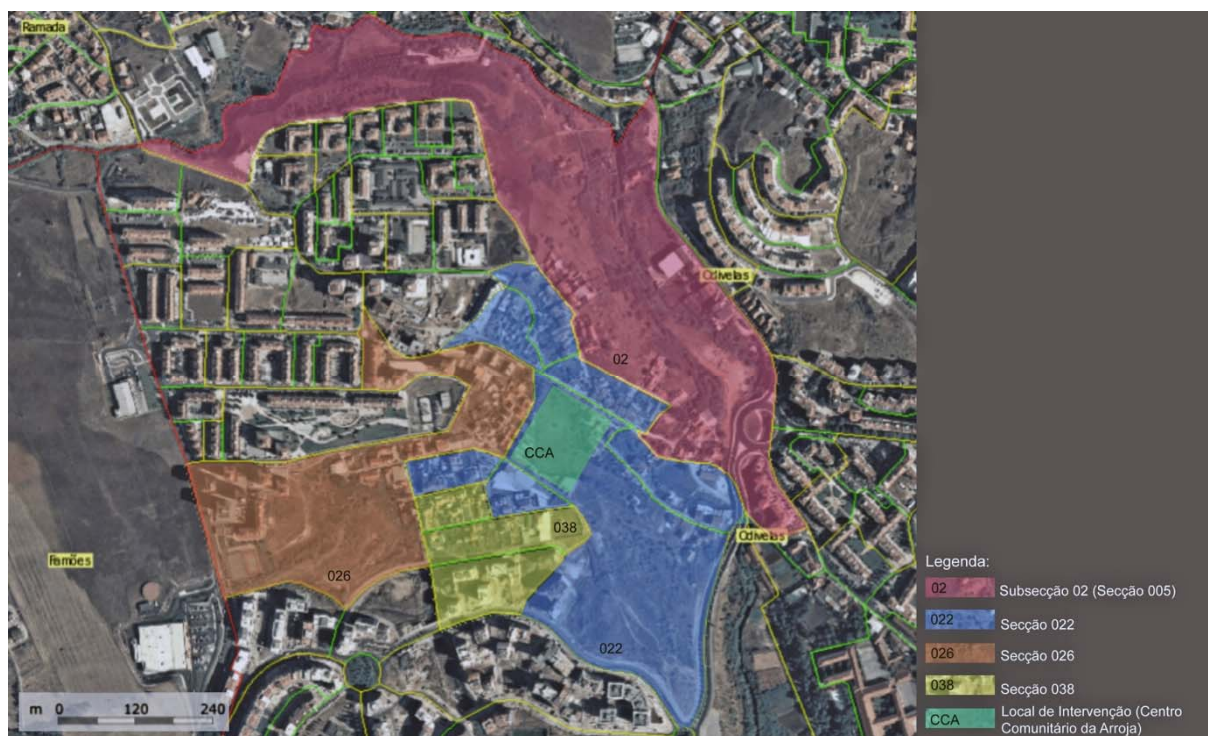 Ramada
Odivelas
02
CCA
038
Odivelas
Famões
026
022
m 0 120 240
Legenda:
02 Subsecção 02 (Secção 005)
022 Secção 022
026 Secção 026
038 Secção 038
CCA Local de Intervenção (Centro
Comunitário da Arroja)